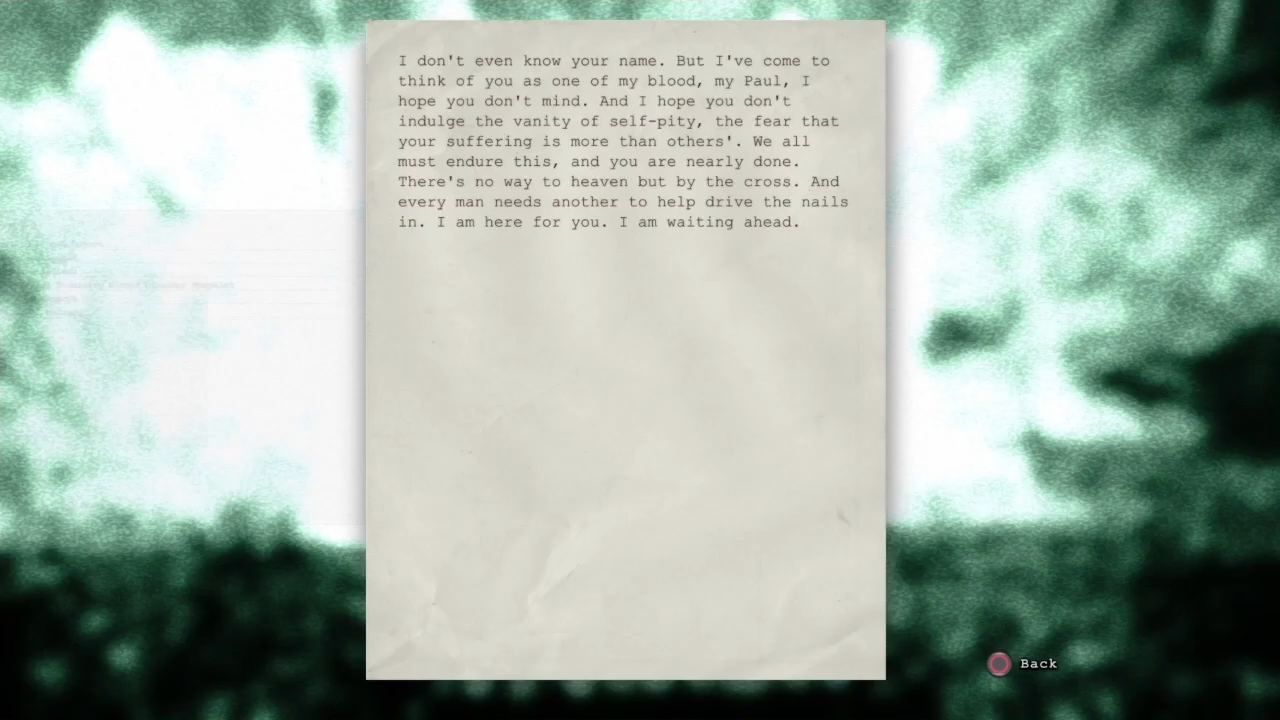 I don't even know your name. But I've come to
think of you as one of my blood, my Paul, I
hope you don't mind. And I hope you don't
indulge the vanity of self-pity, the fear that
your suffering is more than others'. We all
must endure this, and you are nearly done.
There's no way to heaven but by the cross. And
every man needs another to help drive the nails
in. I am here for you. I am waiting ahead.
Back